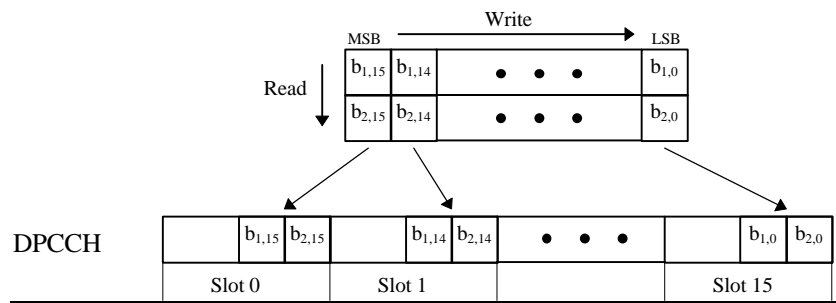 Write
MSB LSB
b1,15 b1,14 • • • b1,0
Read
b2,15 b2,14 • • • b2,0
DPCCH b1,15 b2,15 b1,14 b2,14 • • • b1,0 b2,0
Slot 0 Slot 1 Slot 15